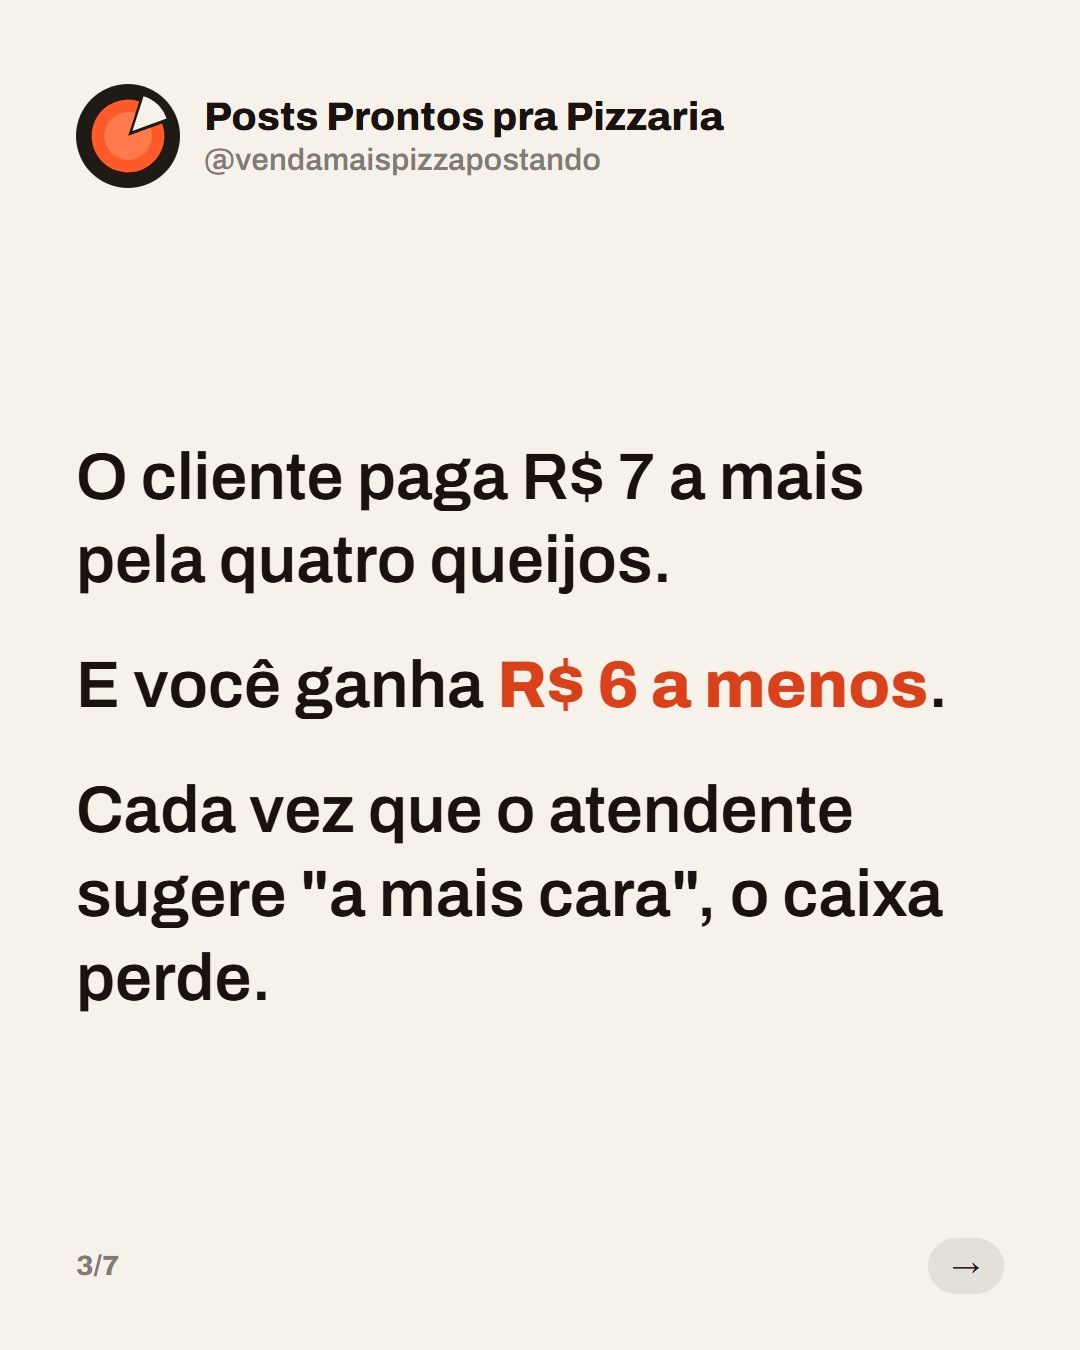 Posts Prontos pra Pizzaria
@vendamaispizzapostando
O cliente paga R$ 7 a mais
pela quatro queijos.
E você ganha R$ 6 a menos.
Cada vez que o atendente
sugere "a mais cara", o caixa
perde.
3/7
→